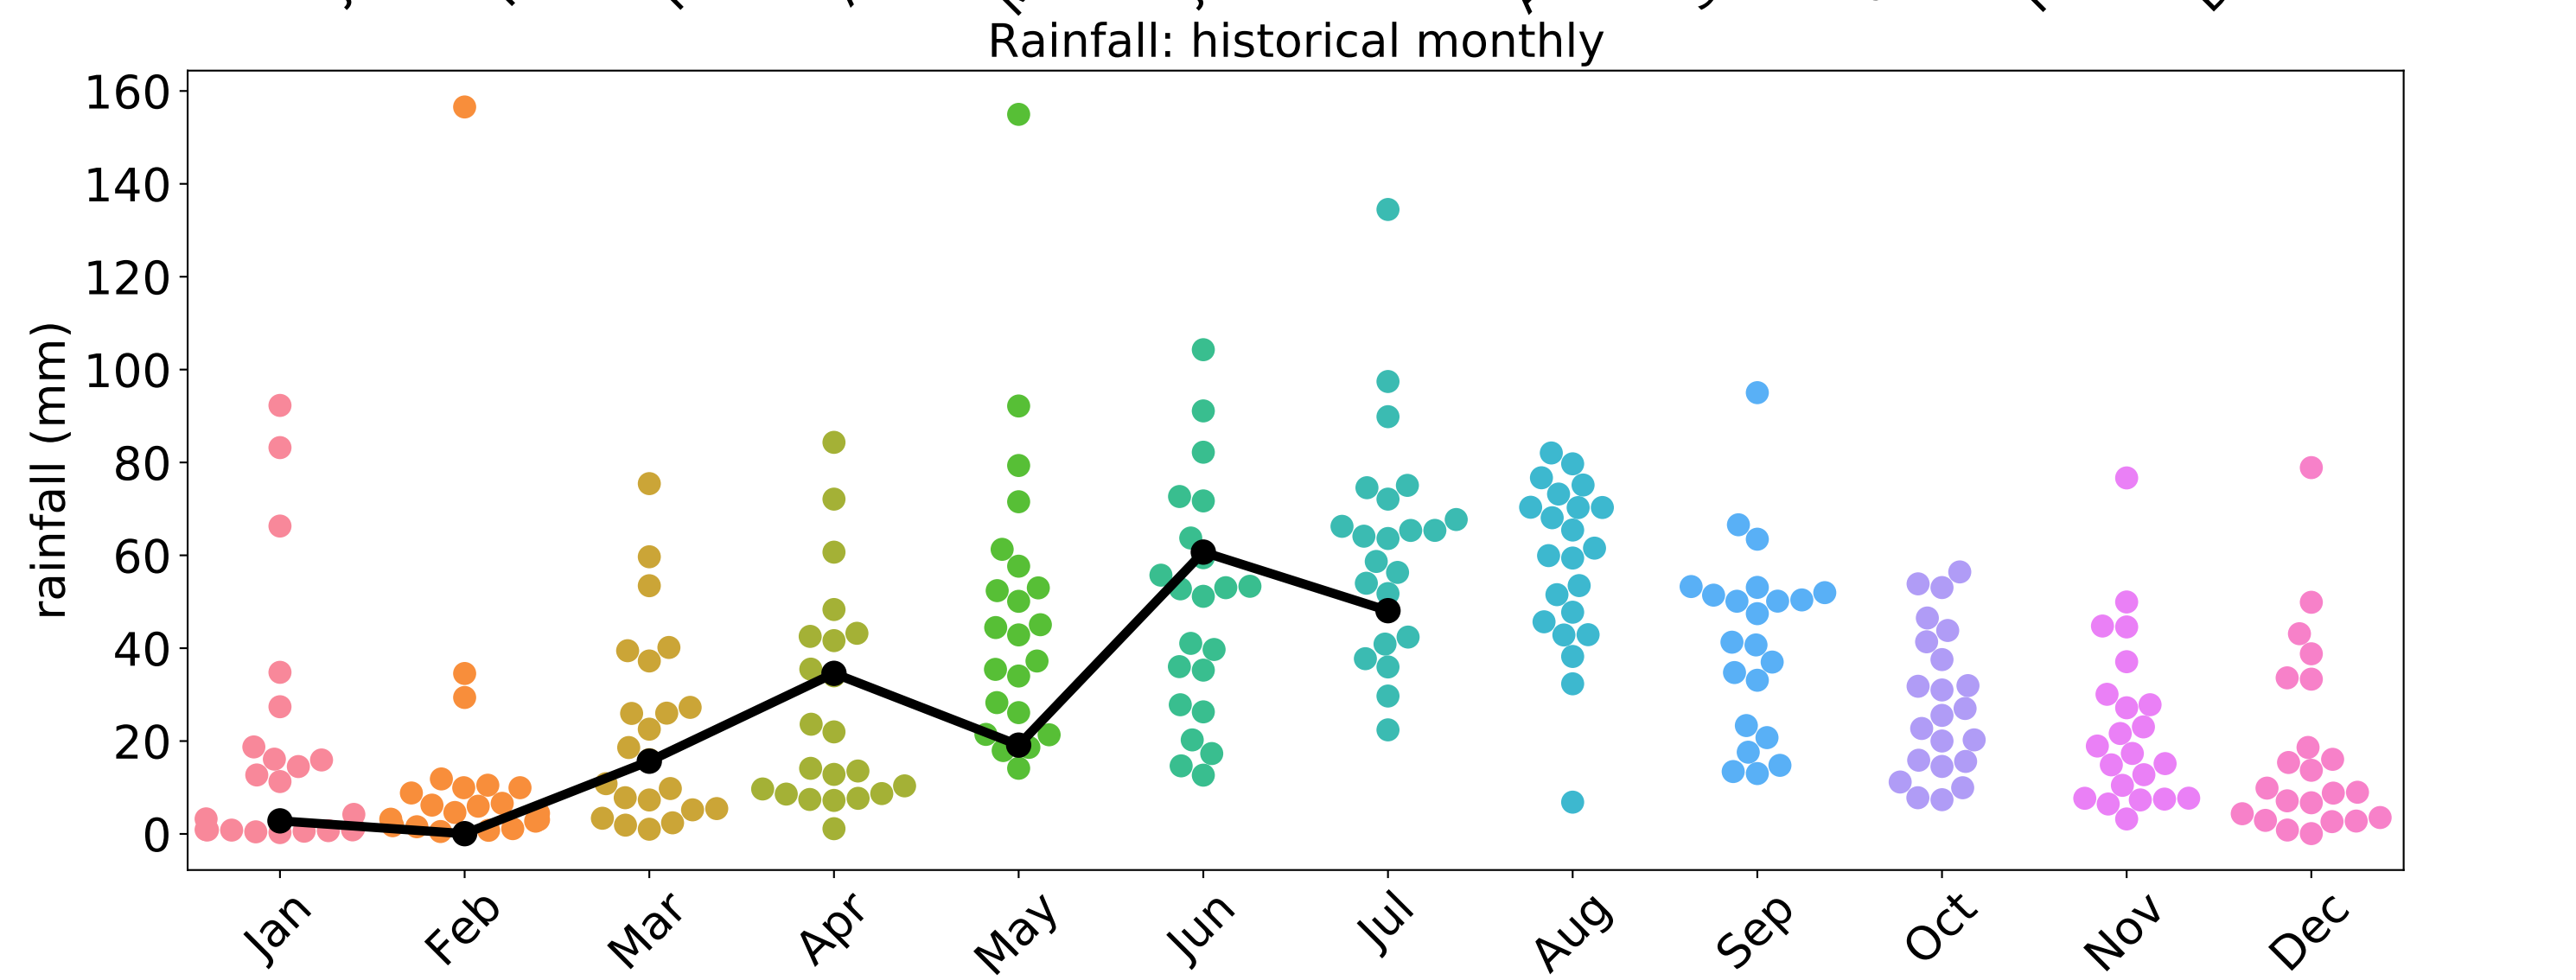 Rainfall: historical monthly
160
140
120
100
80
60
40
20
0
rainfall (mm)
Jan
Feb
Mar
Apr
May
Jun
Jul
Aug
Sep
Oct
Nov
Dec